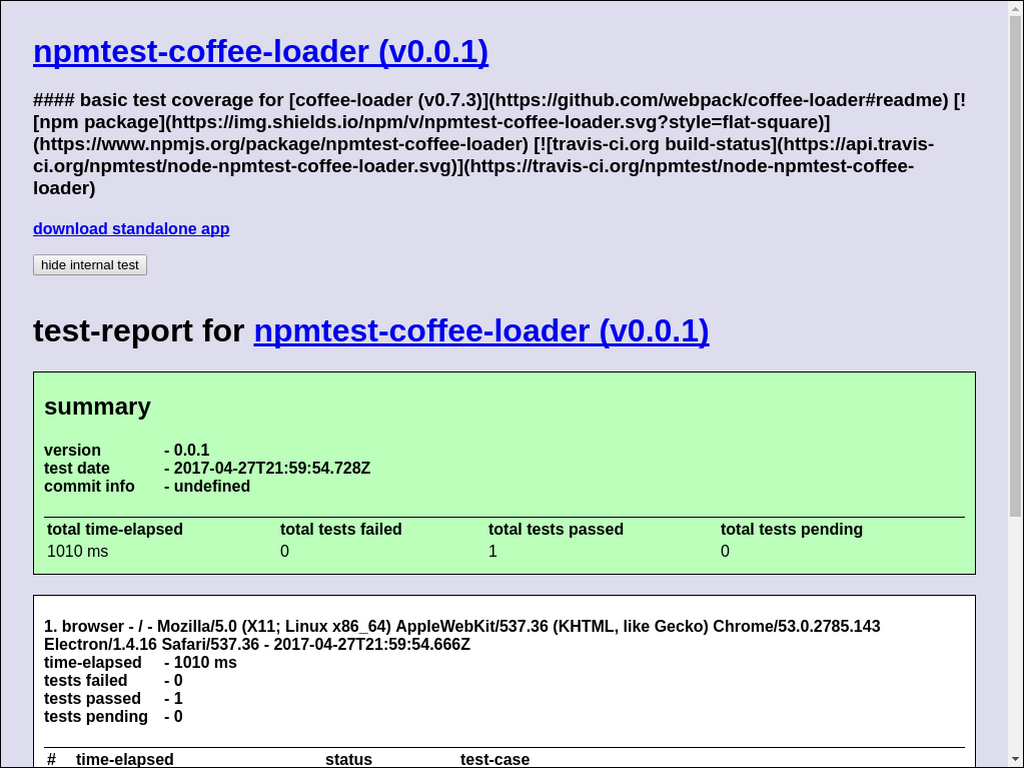 npmtest-coffee-loader (v0.0.1)
#### basic test coverage for [coffee-loader (v0.7.3)](https://github.com/webpack/coffee-loader#readme) [!
[npm package](https://img.shields.io/npm/v/npmtest-coffee-loader.svg?style=flat-square)]
(https://www.npmjs.org/package/npmtest-coffee-loader) [![travis-ci.org build-status](https://api.travis-
ci.org/npmtest/node-npmtest-coffee-loader.svg)](https://travis-ci.org/npmtest/node-npmtest-coffee-
loader)
download standalone app
hide internal test
test-report for npmtest-coffee-loader (v0.0.1)
summary
version - 0.0.1
test date - 2017-04-27T21:59:54.728Z
commit info - undefined
total time-elapsed total tests failed total tests passed total tests pending
1010 ms 0 1 0
1. browser - / - Mozilla/5.0 (X11; Linux x86_64) AppleWebKit/537.36 (KHTML, like Gecko) Chrome/53.0.2785.143
Electron/1.4.16 Safari/537.36 - 2017-04-27T21:59:54.666Z
time-elapsed - 1010 ms
tests failed - 0
tests passed - 1
tests pending - 0
# time-elapsed status test-case